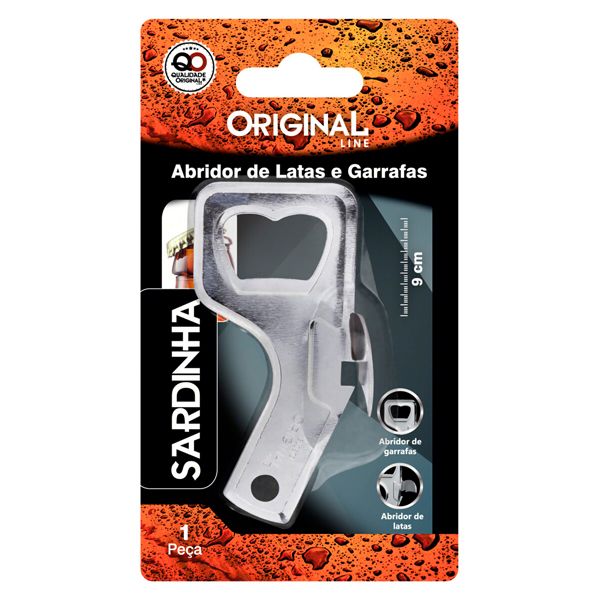 QO
QUALIDADE
ORIGINAL
ORIGINAL
LINE
Abridor de Latas e Garrafas
9 cm
SARDINHA
Abridor de
garrafas
Abridor de
latas
1
Peça